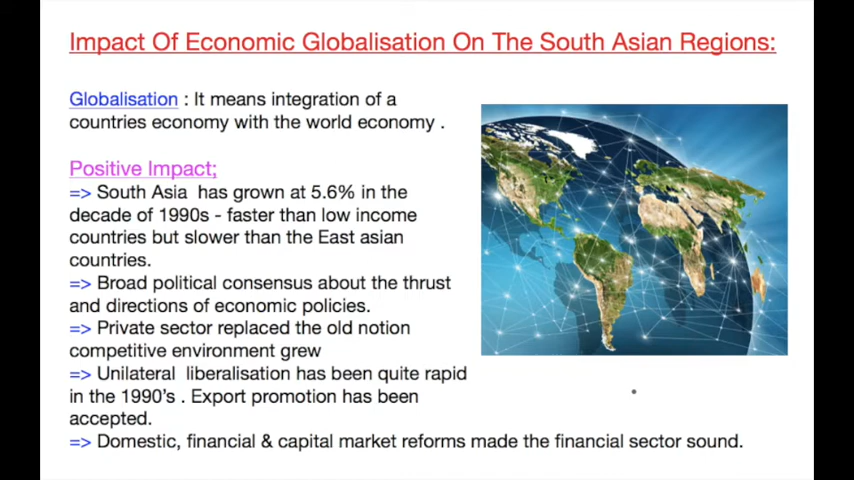 Impact Of Economic Globalisation On The South Asian Regions:
Globalisation : It means integration of a
countries economy with the world economy .
Positive Impact;
=> South Asia has grown at 5.6% in the
decade of 1990s - faster than low income
countries but slower than the East asian
countries.
=> Broad political consensus about the thrust
and directions of economic policies.
=> Private sector replaced the old notion
competitive environment grew
=> Unilateral liberalisation has been quite rapid
in the 1990's . Export promotion has been
accepted.
=> Domestic, financial & capital market reforms made the financial sector sound.